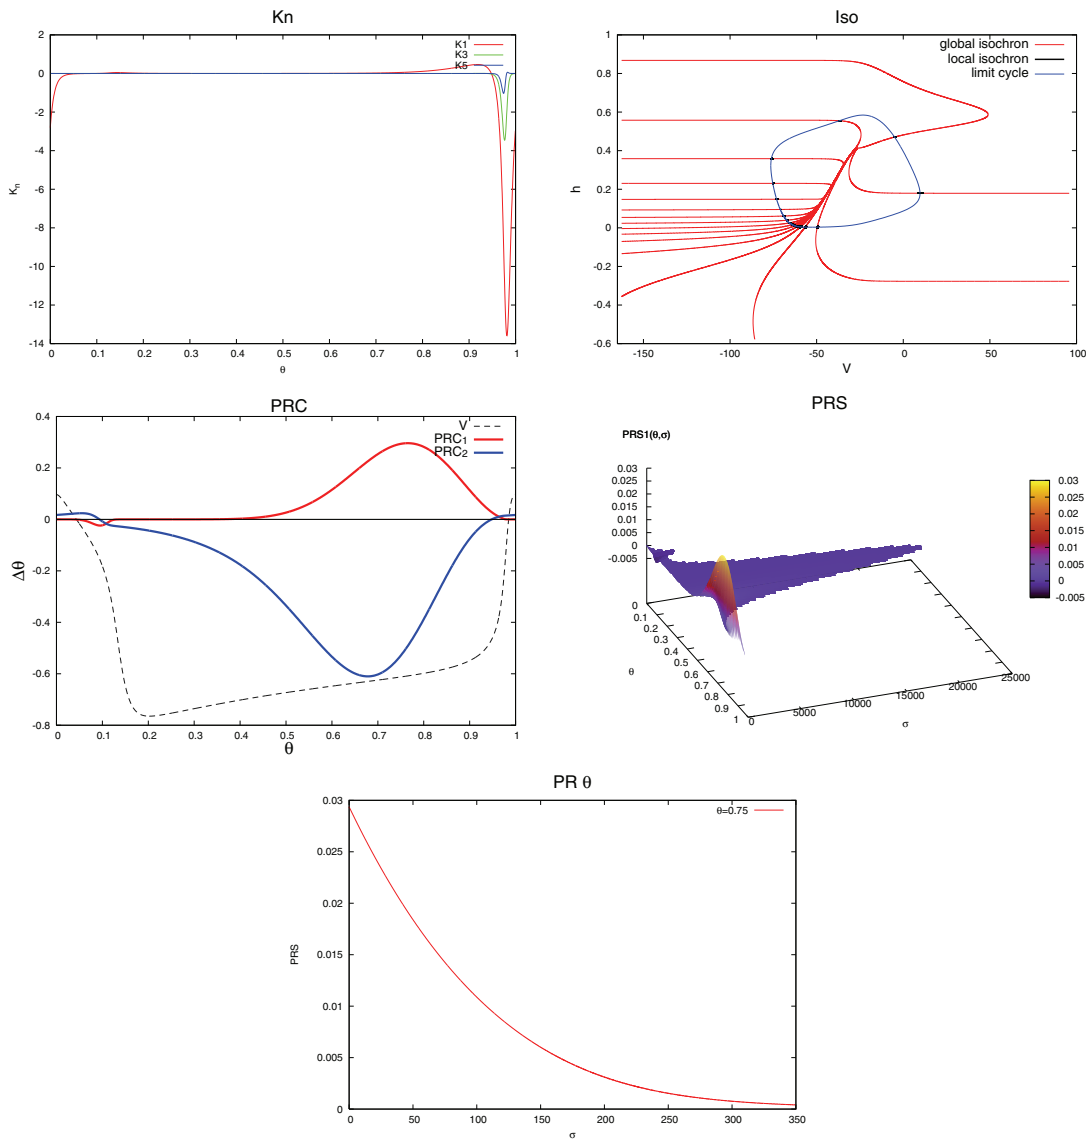 Kn
2
0
-2
-4
-6
-8
-10
-12
-14
0 0.1 0.2 0.3 0.4 0.5 0.6 0.7 0.8 0.9 1
Kn
θ
K1
K3
K5
Iso
1
0.8
0.6
0.4
0.2
0
-0.2
-0.4
-0.6
-150 -100 -50 0 50 100
h
V
global isochron
local isochron
limit cycle
PRC
0.4
0.2
0
-0.2
-0.4
-0.6
-0.8
0 0.1 0.2 0.3 0.4 0.5 0.6 0.7 0.8 0.9 1
Δθ
θ
V
PRC1
PRC2
PRS
PRS1(θ,σ)
0.03
0.025
0.02
0.015
0.01
0.005
0
-0.005
0
0.1
0.2
0.3
0.4
0.5
0.6
0.7
0.8
0.9
1
θ
0 5000 10000 15000 20000 25000
σ
0.03
0.025
0.02
0.015
0.01
0.005
0
-0.005
PR θ
0.03
0.025
0.02
0.015
0.01
0.005
0
0 50 100 150 200 250 300 350
PRS
σ
θ=0.75